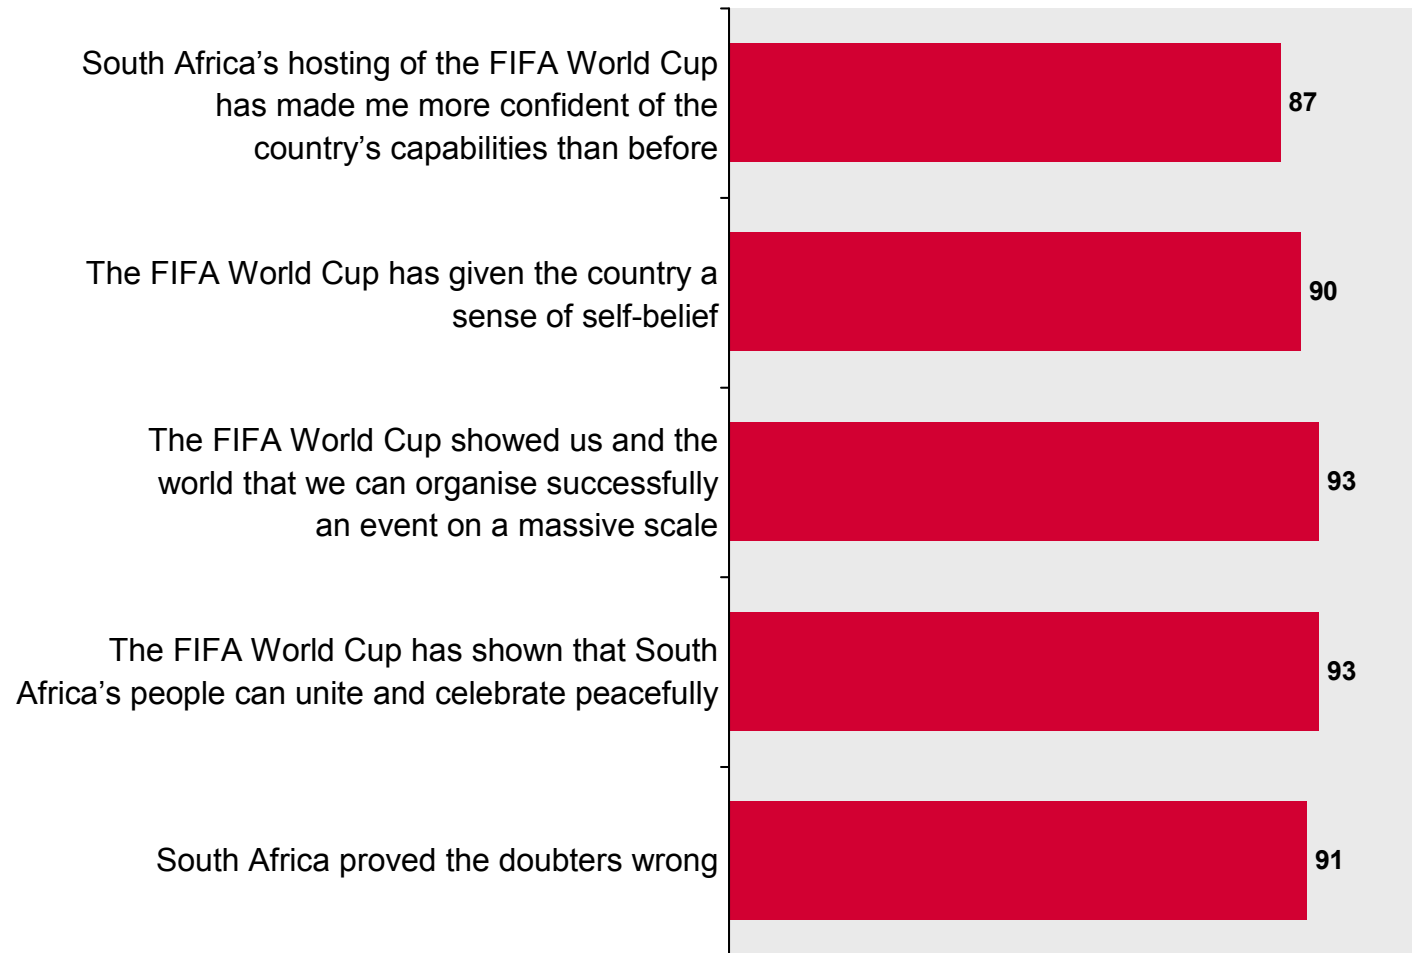 South Africa’s hosting of the FIFA World Cup
has made me more confident of the
country’s capabilities than before
87
The FIFA World Cup has given the country a
sense of self-belief
90
The FIFA World Cup showed us and the
world that we can organise successfully
an event on a massive scale
93
The FIFA World Cup has shown that South
Africa’s people can unite and celebrate peacefully
93
South Africa proved the doubters wrong
91